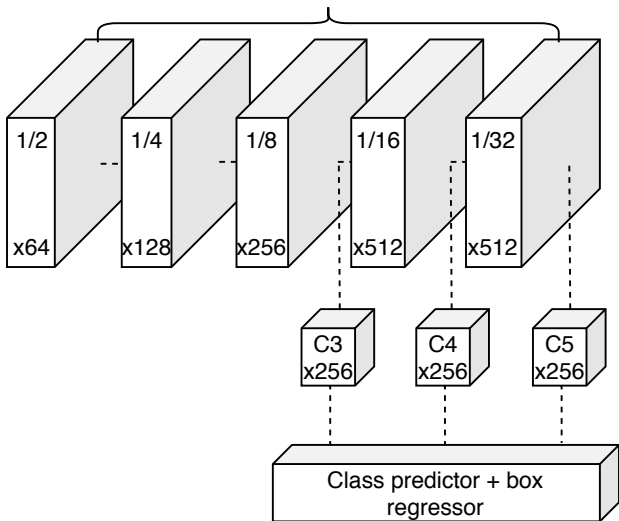 1/2
1/4
1/8
1/16
1/32
x64
x128
x256
x512
x512
C3
x256
C4
x256
C5
x256
Class predictor + box
regressor